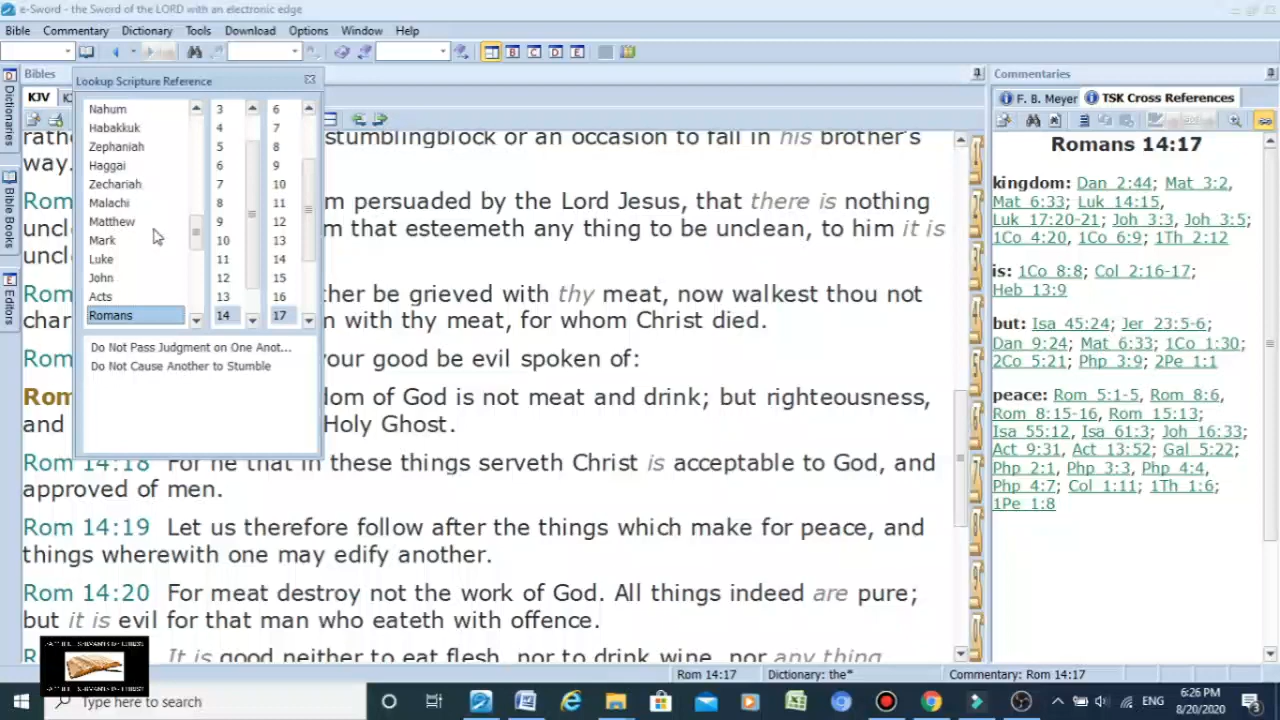 e-Sword - the Sword of the LORD with an electronic edge
Bible Commentary Dictionary Tools Download Options Window Help
B C D E
Bibles
Commentaries
D Dictionaries
Bible Books
E Editors
Lookup Scripture Reference
KJV
F. B. Meyer TSK Cross References
Nahum 3 6
Habakkuk 4 7
Zephaniah 5 8
Haggai 6 9
Zechariah 7 10
Malachi 8 11
Matthew 9 12
Mark 10 13
Luke 11 14
John 12 15
Acts 13 16
Romans 14 17
Do Not Pass Judgment on One Anot...
Do Not Cause Another to Stumble
stumblingblock or an occasion to fall in his brother's
way.
Rom m persuaded by the Lord Jesus, that there is nothing
uncl m that esteemeth any thing to be unclean, to him it is
uncl
Rom ther be grieved with thy meat, now walkest thou not
char m with thy meat, for whom Christ died.
Rom your good be evil spoken of:
Rom dom of God is not meat and drink; but righteousness,
and Holy Ghost.
Rom 14:18 For he that in these things serveth Christ is acceptable to God, and
approved of men.
Rom 14:19 Let us therefore follow after the things which make for peace, and
things wherewith one may edify another.
Rom 14:20 For meat destroy not the work of God. All things indeed are pure;
but it is evil for that man who eateth with offence.
R It is good neither to eat flesh, nor to drink wine, nor any thing
Romans 14:17
kingdom: Dan 2:44; Mat 3:2,
Mat 6:33; Luk 14:15,
Luk 17:20-21; Joh 3:3, Joh 3:5;
1Co 4:20, 1Co 6:9; 1Th 2:12
is: 1Co 8:8; Col 2:16-17;
Heb 13:9
but: Isa 45:24; Jer 23:5-6;
Dan 9:24; Mat 6:33; 1Co 1:30;
2Co 5:21; Php 3:9; 2Pe 1:1
peace: Rom 5:1-5, Rom 8:6,
Rom 8:15-16, Rom 15:13;
Isa 55:12, Isa 61:3; Joh 16:33;
Act 9:31, Act 13:52; Gal 5:22;
Php 2:1, Php 3:3, Php 4:4,
Php 4:7; Col 1:11; 1Th 1:6;
1Pe 1:8
Rom 14:17 Dictionary: the* Commentary: Rom 14:17
Type here to search
ENG
6:26 PM
8/20/2020
3